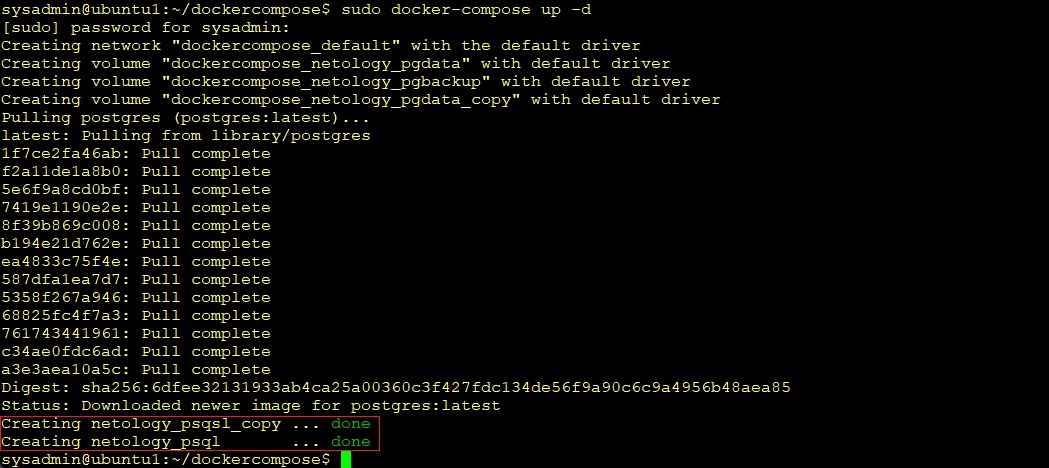 sysadmin@ubuntu1:~/dockercompose$ sudo docker-compose up -d
[sudo] password for sysadmin:
Creating network "dockercompose_default" with the default driver
Creating volume "dockercompose_netology_pgdata" with default driver
Creating volume "dockercompose_netology_pgbackup" with default driver
Creating volume "dockercompose_netology_pgdata_copy" with default driver
Pulling postgres (postgres:latest)...
latest: Pulling from library/postgres
1f7ce2fa46ab: Pull complete
f2a11de1a8b0: Pull complete
5e6f9a8cd0bf: Pull complete
7419e1190e2e: Pull complete
8f39b869c008: Pull complete
b194e21d762e: Pull complete
ea4833c75f4e: Pull complete
587dfa1ea7d7: Pull complete
5358f267a946: Pull complete
68825fc4f7a3: Pull complete
761743441961: Pull complete
c34ae0fdc6ad: Pull complete
a3e3aea10a5c: Pull complete
Digest: sha256:6dfee32131933ab4ca25a00360c3f427fdc134de56f9a90c6c9a4956b48aea85
Status: Downloaded newer image for postgres:latest
Creating netology_psqsl_copy ... done
Creating netology_psql       ... done
sysadmin@ubuntu1:~/dockercompose$